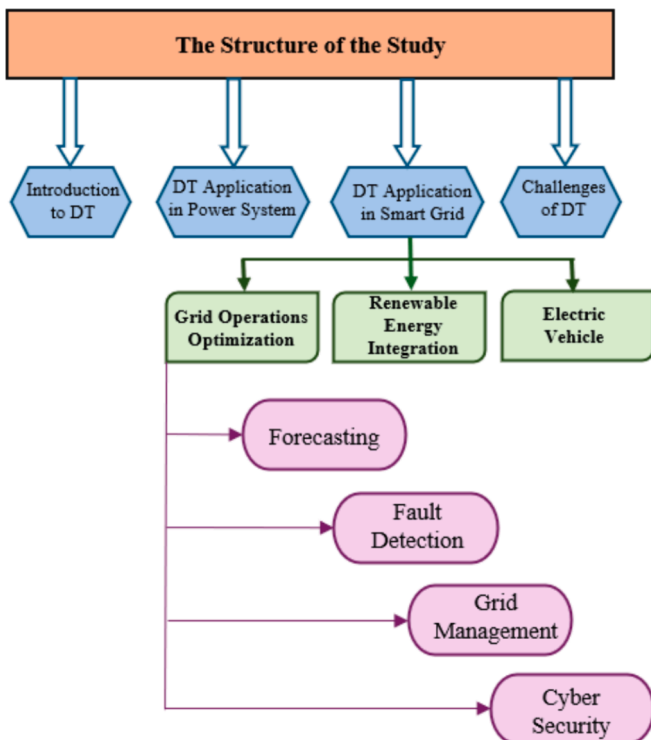 The Structure of the Study
Introduction
to DT
DT Application
in Power System
DT Application
in Smart Grid
Challenges
of DT
Grid Operations
Optimization
Renewable
Energy
Integration
Electric
Vehicle
Forecasting
Fault
Detection
Grid
Management
Cyber
Security